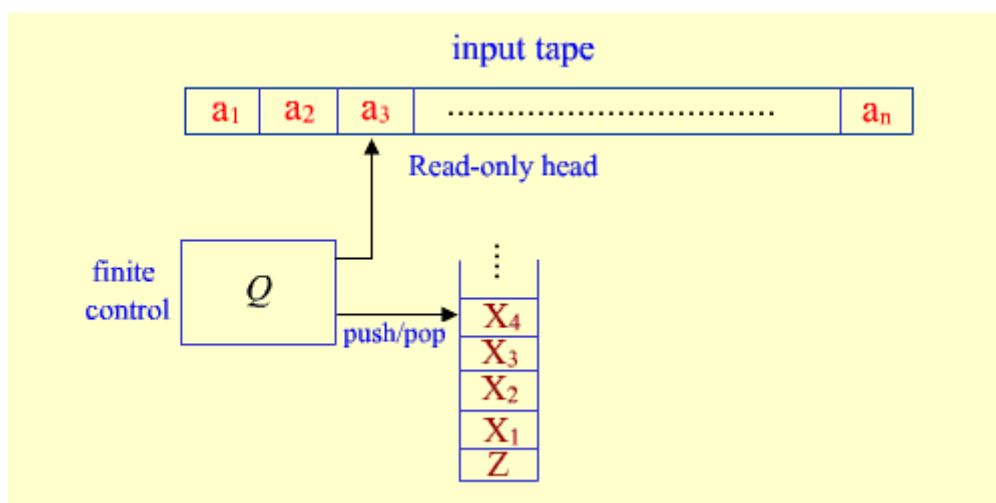 input tape
a₁ a₂ a₃ ................................. aₙ
Read-only head
finite
control
Q
push/pop
X₄
X₃
X₂
X₁
Z